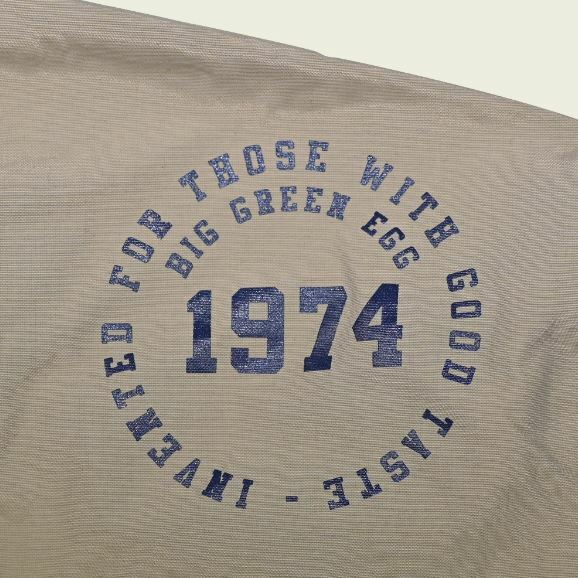 INVENTED FOR THOSE WITH GOOD TASTE -
BIG GREEN EGG
1974